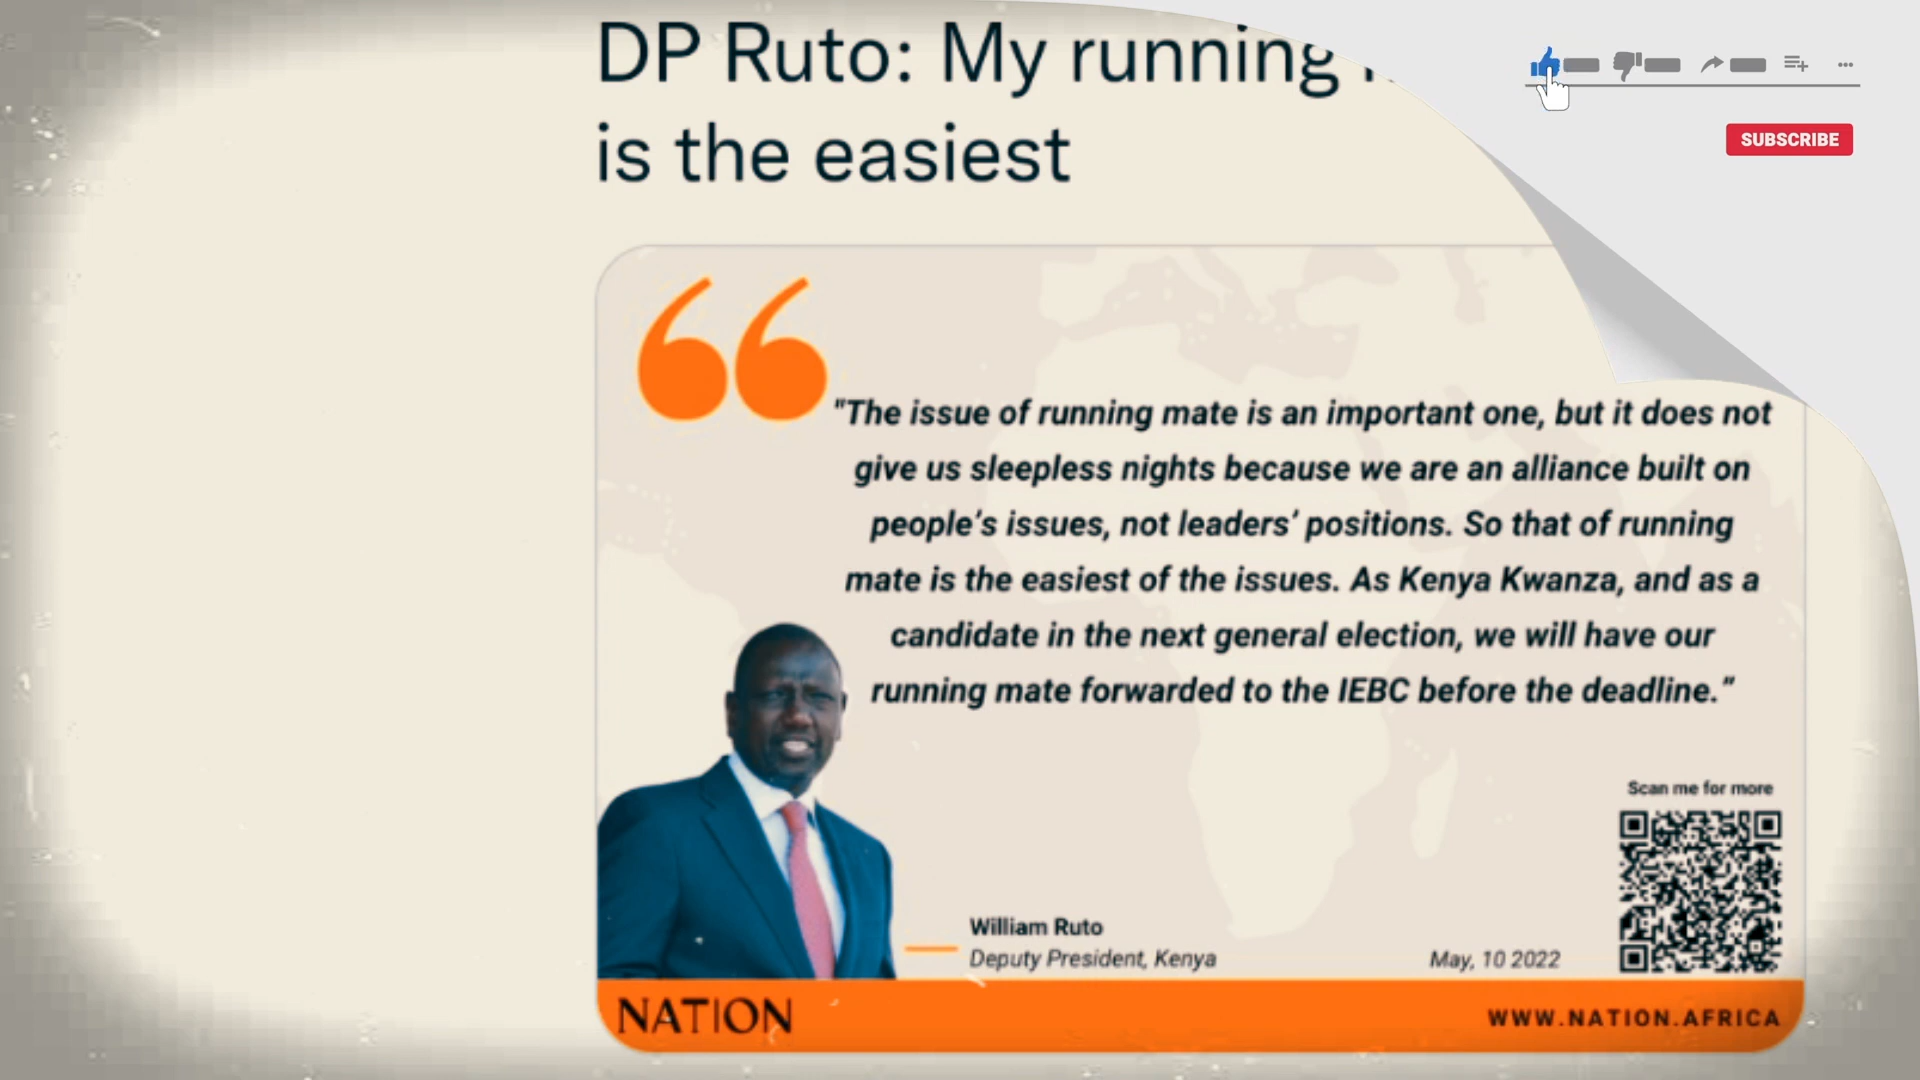 DP Ruto: My running
is the easiest
SUBSCRIBE
"The issue of running mate is an important one, but it does not
give us sleepless nights because we are an alliance built on
people's issues, not leaders' positions. So that of running
mate is the easiest of the issues. As Kenya Kwanza, and as a
candidate in the next general election, we will have our
running mate forwarded to the IEBC before the deadline."
Scan me for more
William Ruto
Deputy President, Kenya
May, 10 2022
NATION
WWW.NATION.AFRICA